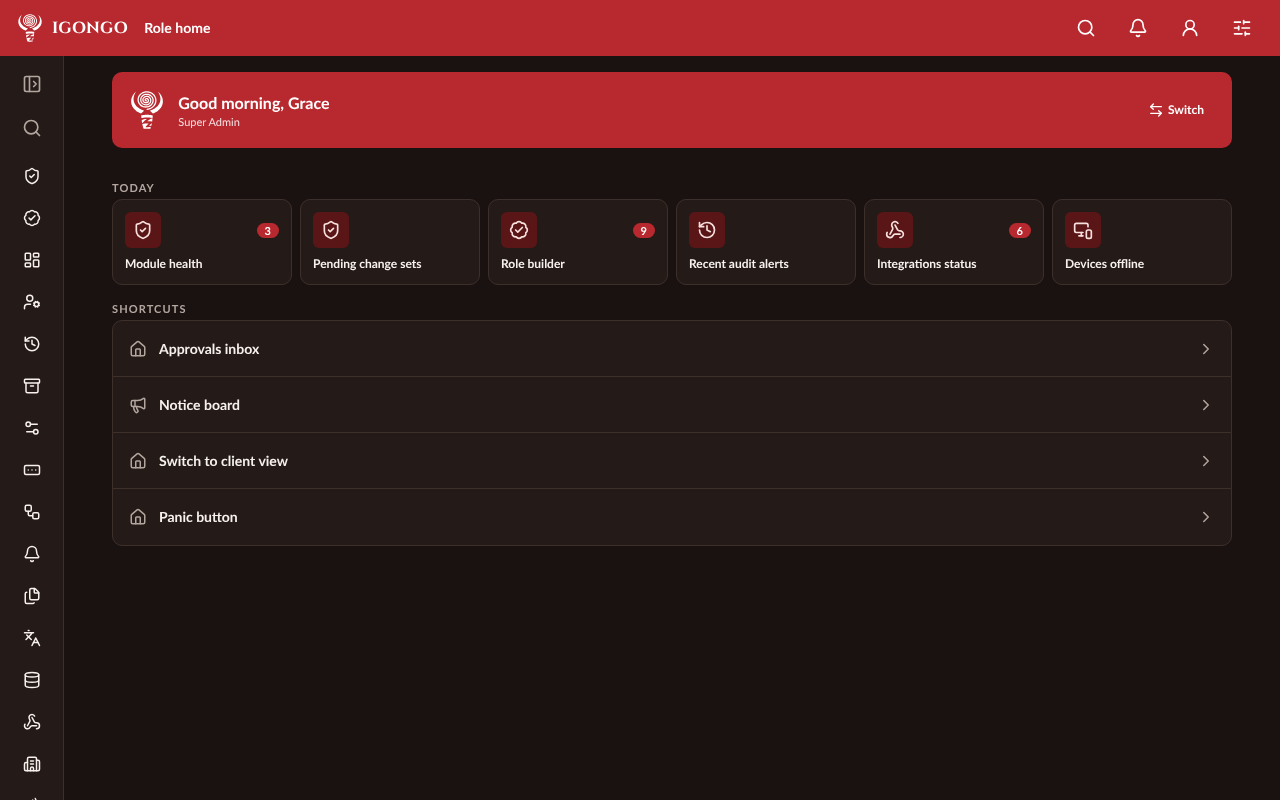 IGONGO
Role home
Good morning, Grace
Super Admin
Switch
TODAY
3
Module health
Pending change sets
9
Role builder
Recent audit alerts
6
Integrations status
Devices offline
SHORTCUTS
Approvals inbox
Notice board
Switch to client view
Panic button